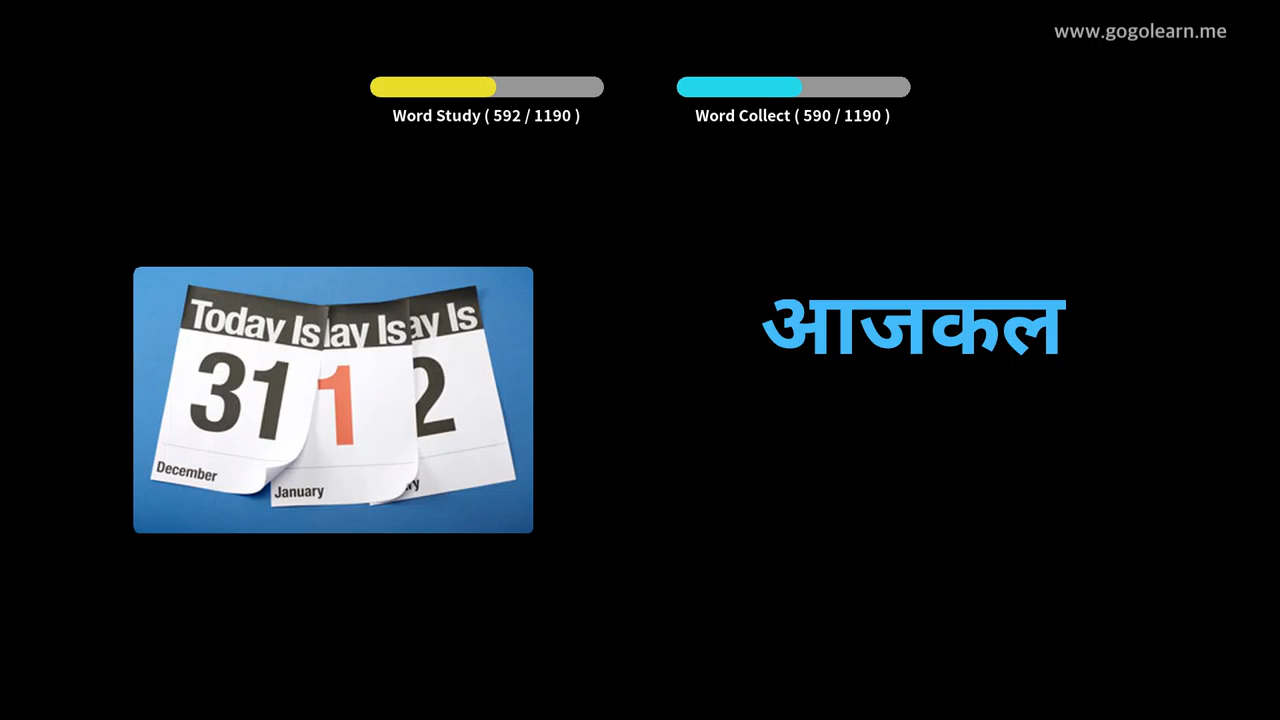 www.gogolearn.me
Word Study ( 592 / 1190 )
Word Collect ( 590 / 1190 )
आजकल
Today Is
ay Is
ay Is
31
1
2
December
January
ry